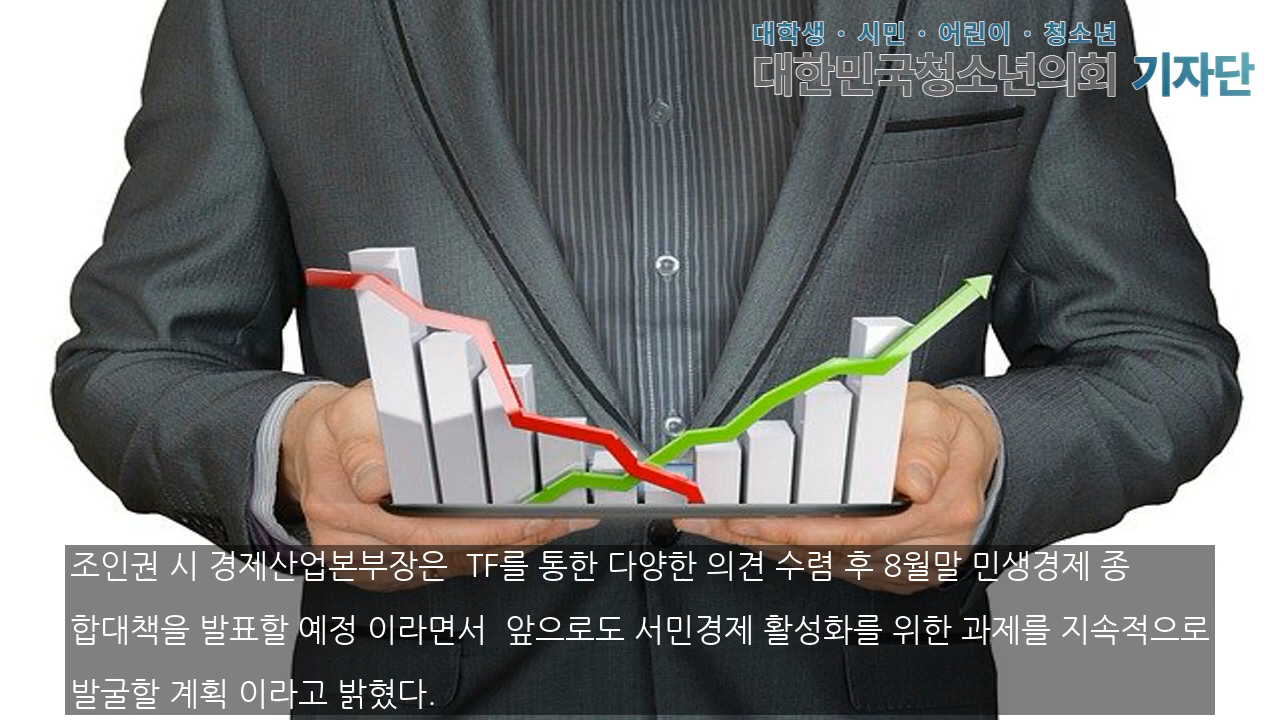 대학생 · 시민 · 어린이 · 청소년
대한민국청소년의회 기자단
조인권 시 경제산업본부장은  TF를 통한 다양한 의견 수렴 후 8월말 민생경제 종
합대책을 발표할 예정 이라면서  앞으로도 서민경제 활성화를 위한 과제를 지속적으로
발굴할 계획 이라고 밝혔다.